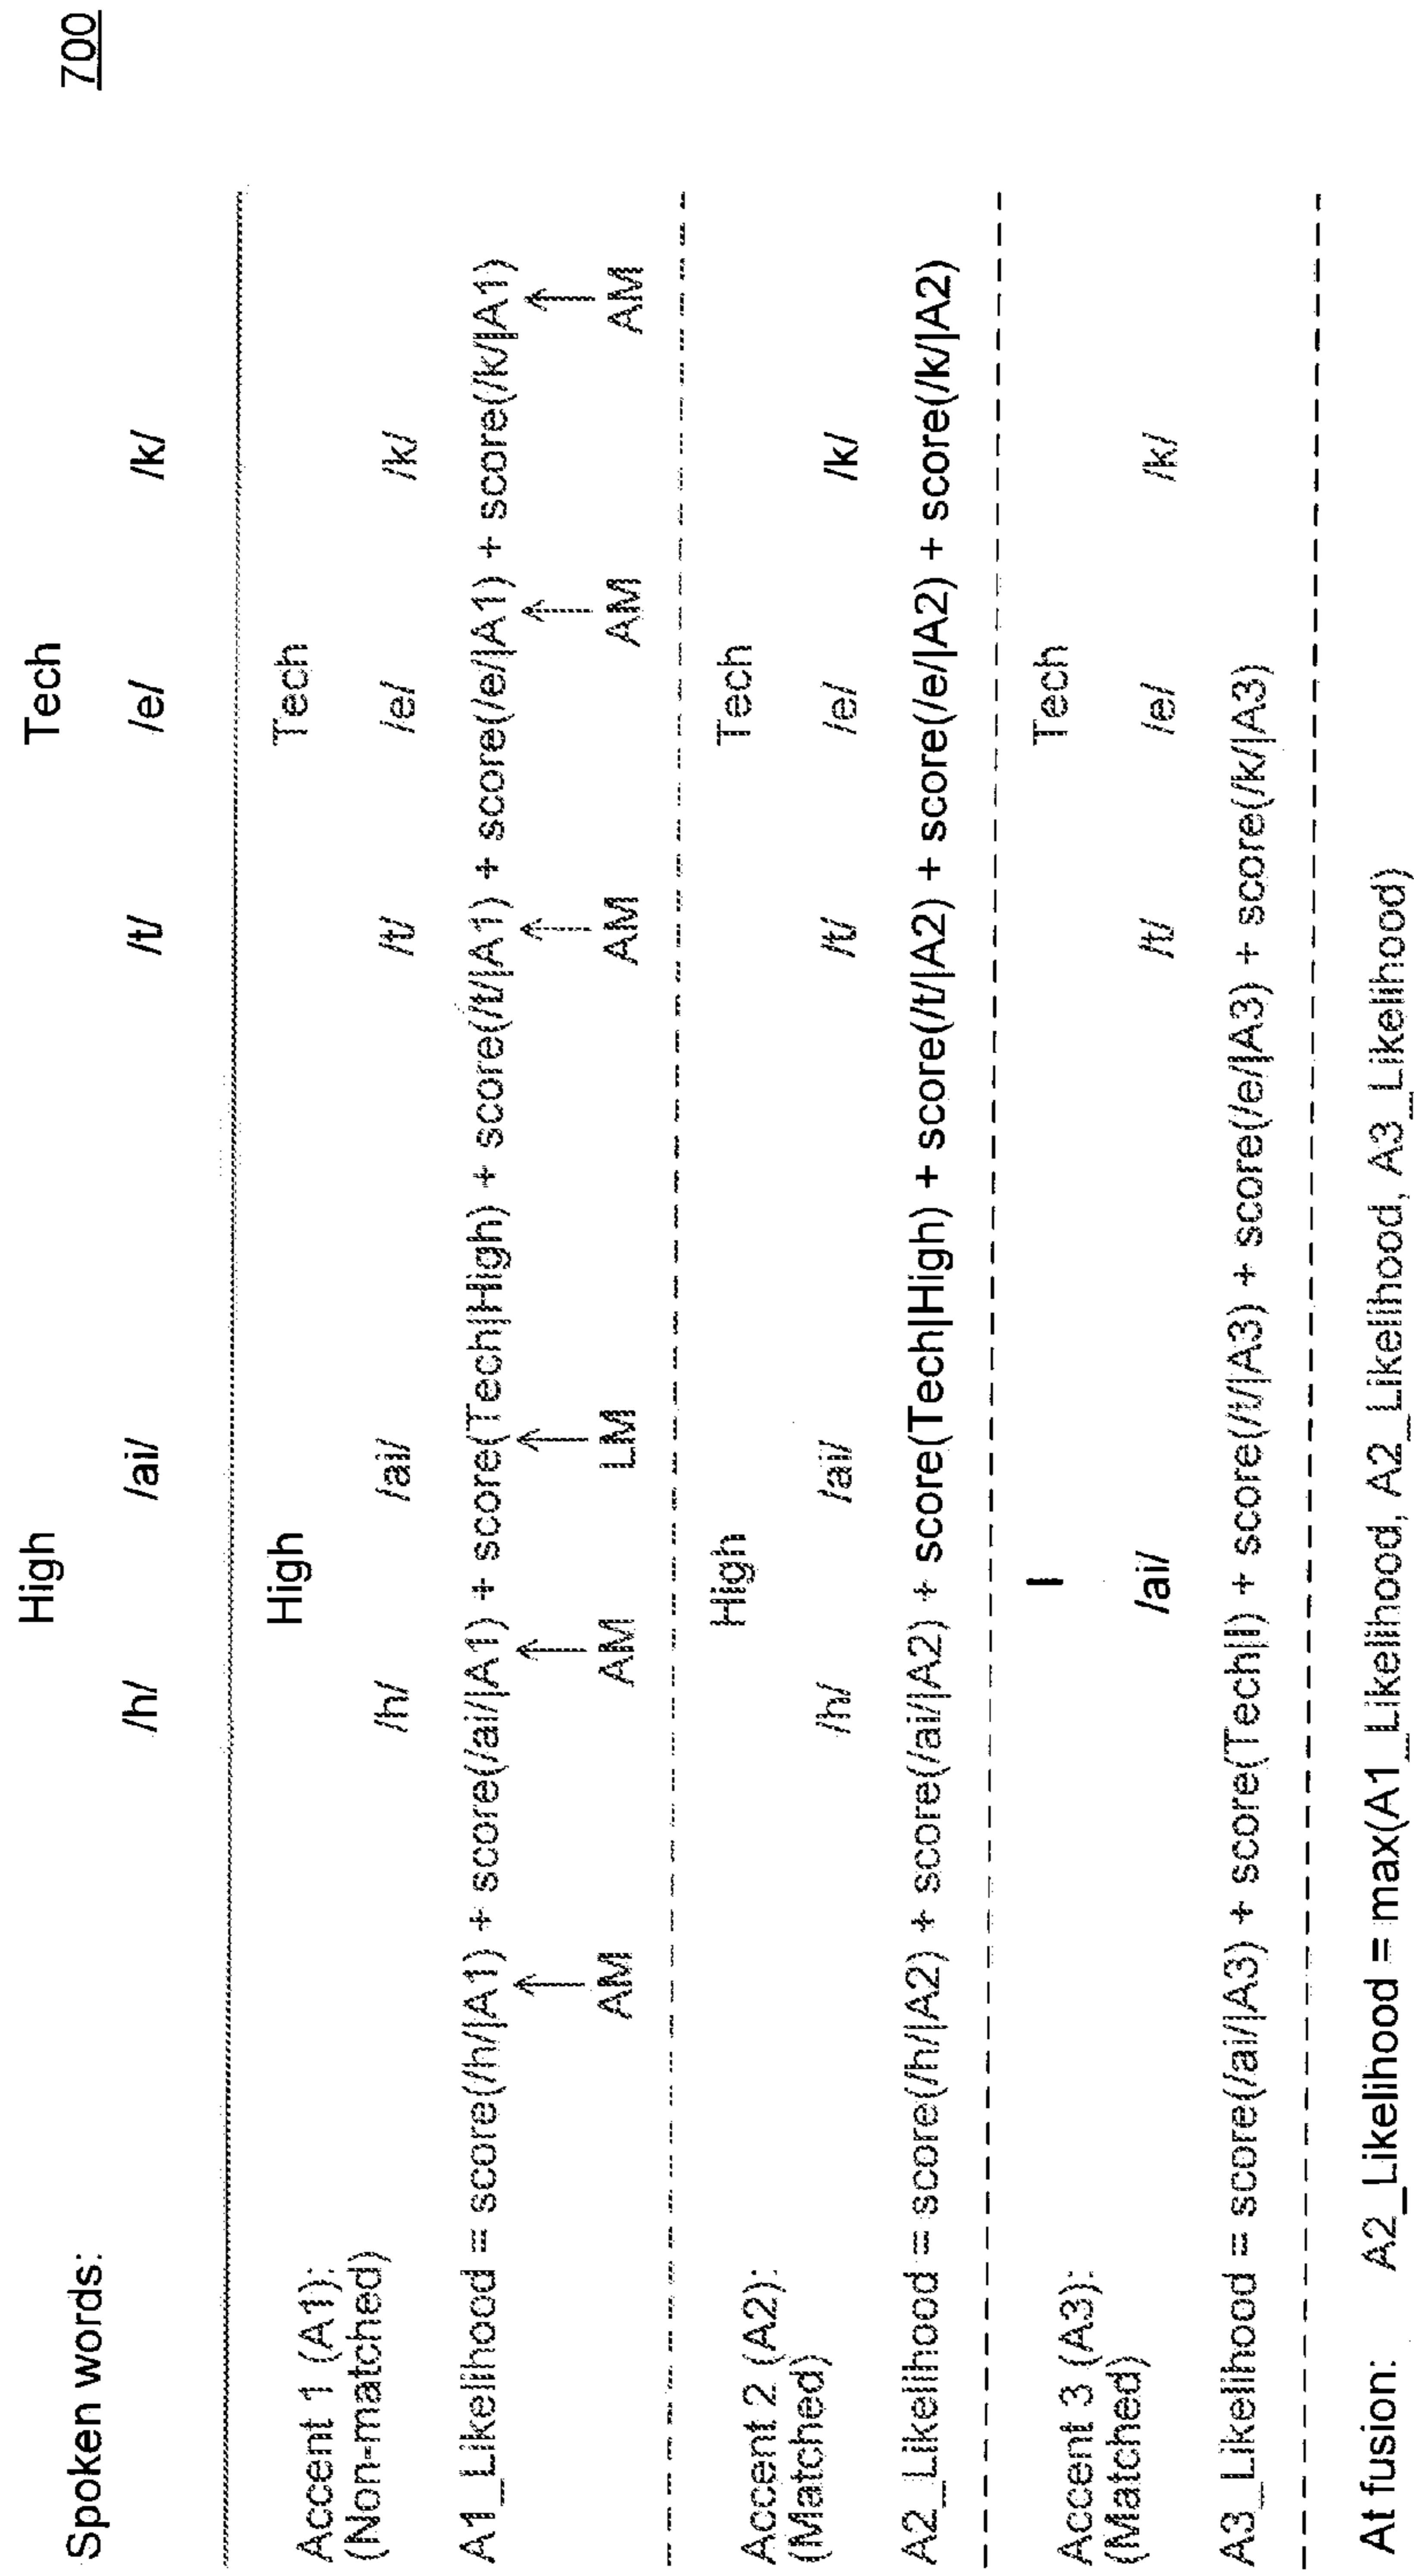 700
Spoken words:
High Tech
/h/ /ai/ /t/ /e/ /k/
Accent 1 (A1):
(Non-matched)
High Tech
/h/ /ai/ /t/ /e/ /k/
A1_Likelihood = score(/h/|A1) + score(/ai/|A1) + score(Tech|High) + score(/t/|A1) + score(/e/|A1) + score(/k/|A1)
AM AM LM AM AM AM
Accent 2 (A2):
(Matched)
High Tech
/h/ /ai/ /t/ /e/ /k/
A2_Likelihood = score(/h/|A2) + score(/ai/|A2) + score(Tech|High) + score(/t/|A2) + score(/e/|A2) + score(/k/|A2)
Accent 3 (A3):
(Matched)
I Tech
/ai/ /t/ /e/ /k/
A3_Likelihood = score(/ai/|A3) + score(Tech|I) + score(/t/|A3) + score(/e/|A3) + score(/k/|A3)
At fusion: A2_Likelihood = max(A1_Likelihood, A2_Likelihood, A3_Likelihood)